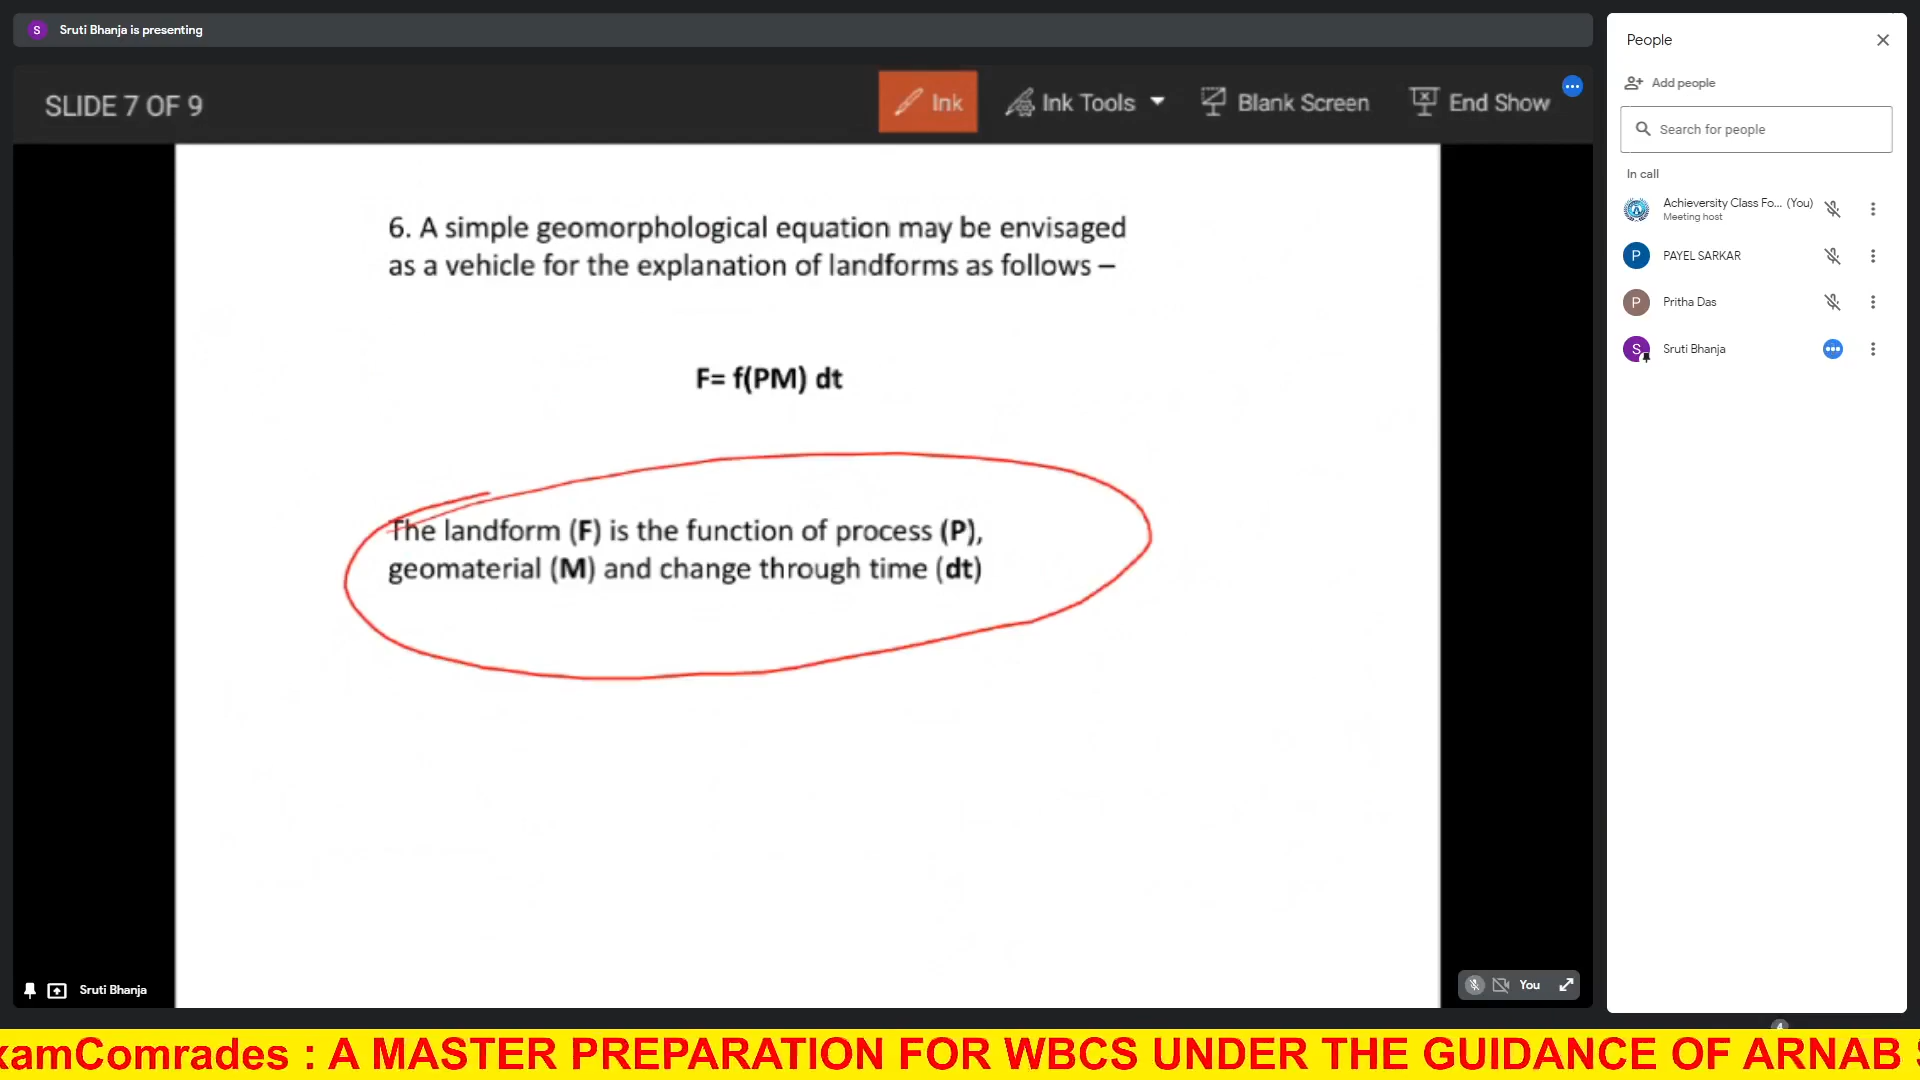 S Sruti Bhanja is presenting
SLIDE 7 OF 9
Ink
Ink Tools
Blank Screen
End Show
6. A simple geomorphological equation may be envisaged
as a vehicle for the explanation of landforms as follows –
F= f(PM) dt
The landform (F) is the function of process (P),
geomaterial (M) and change through time (dt)
Sruti Bhanja
You
People
Add people
Search for people
In call
Achieversity Class Fo... (You)
Meeting host
P PAYEL SARKAR
P Pritha Das
S Sruti Bhanja
4
xamComrades : A MASTER PREPARATION FOR WBCS UNDER THE GUIDANCE OF ARNAB S